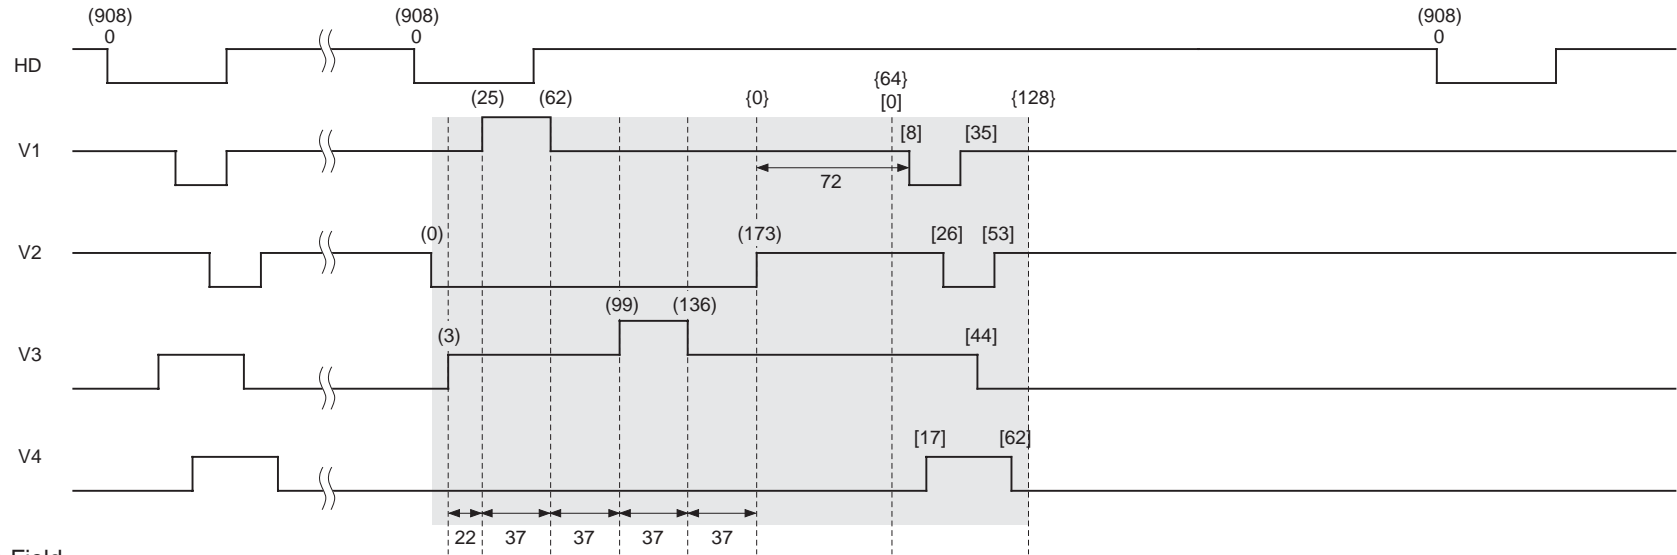 (908) (908) (908)
0 0 0
HD
{64}
(25) (62) {0} [0] {128}
[8] [35]
V1
72
(0) (173) [26] [53]
V2
(99) (136)
(3) [44]
V3
[17] [62]
V4
22 37 37 37 37